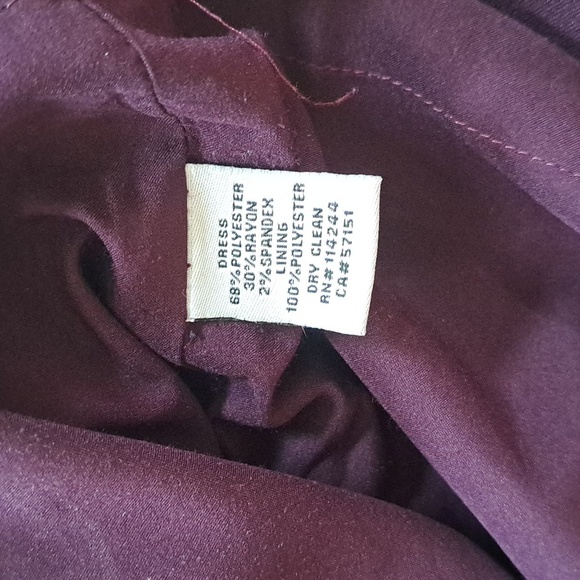 DRESS
68%POLYESTER
30%RAYON
2%SPANDEX
LINING
100%POLYESTER
DRY CLEAN
RN#114244
CA#57151